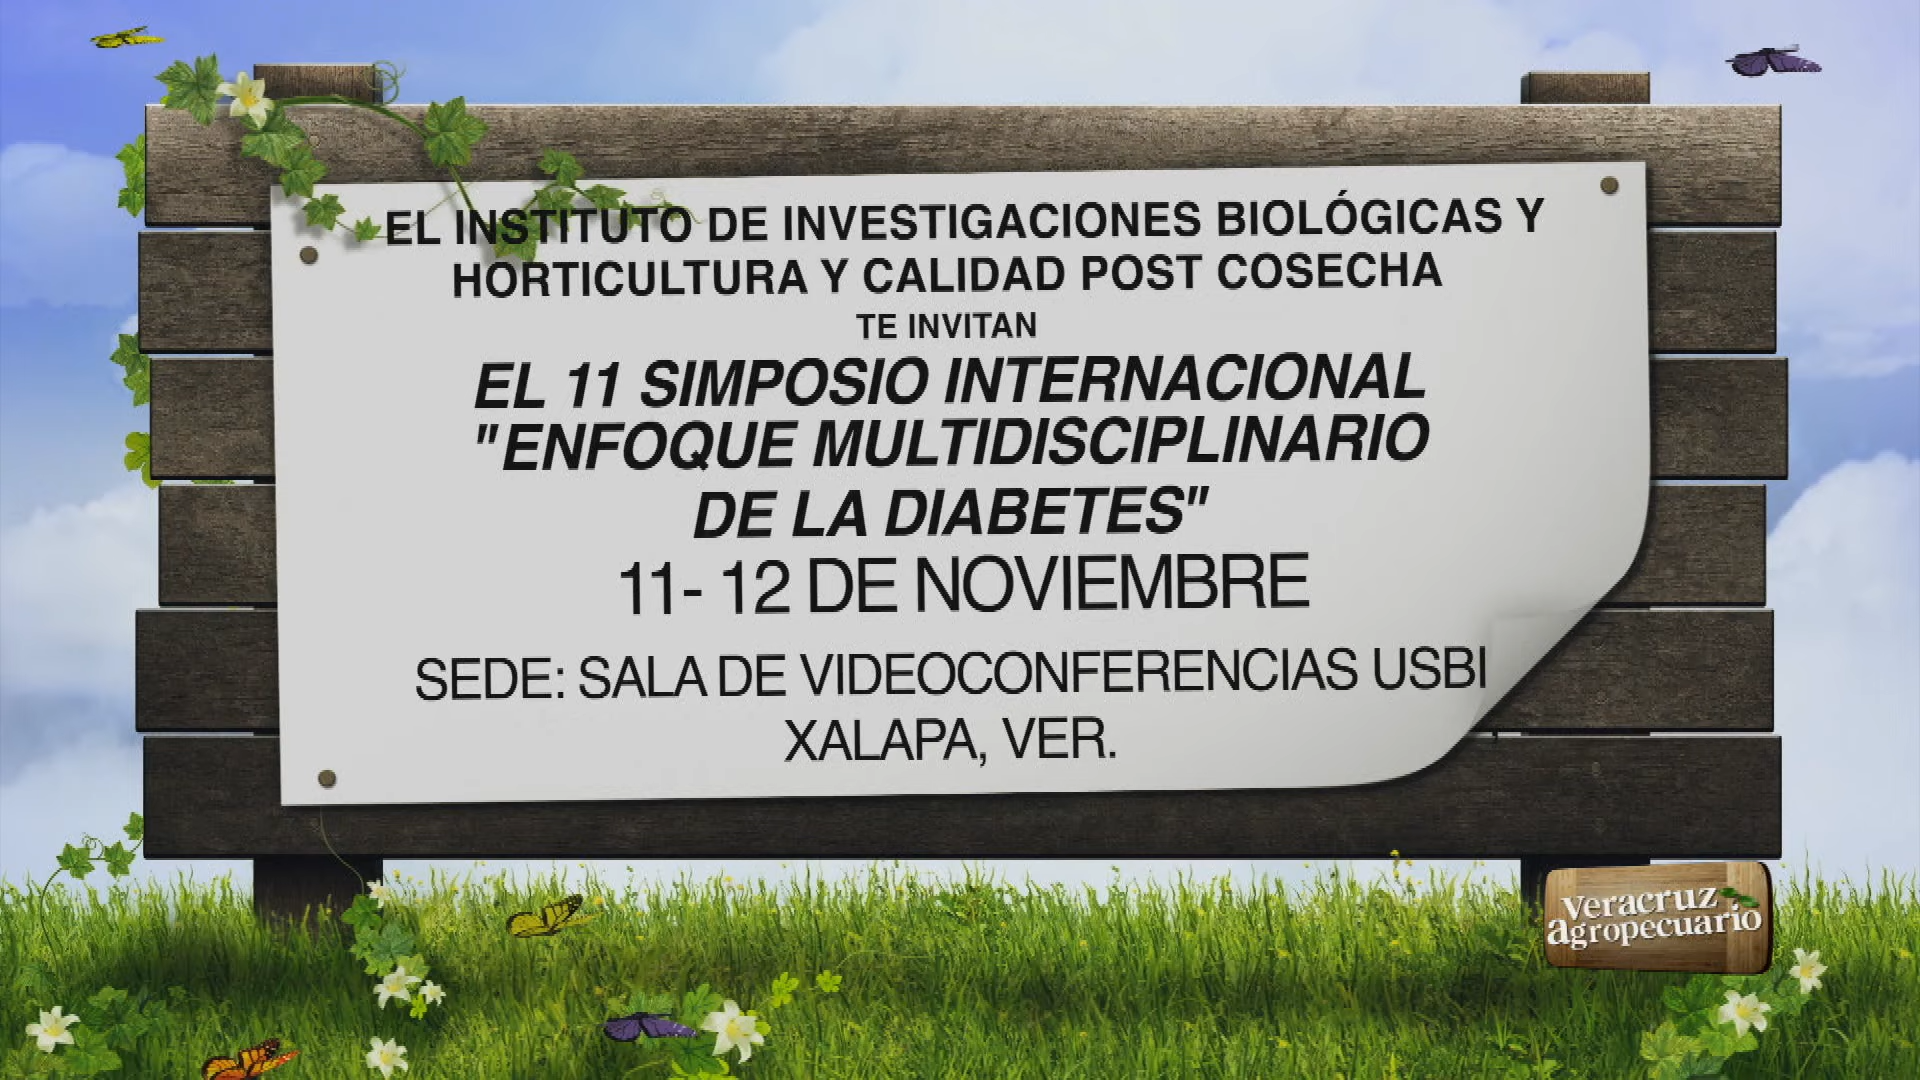 EL INSTITUTO DE INVESTIGACIONES BIOLÓGICAS Y
HORTICULTURA Y CALIDAD POST COSECHA
TE INVITAN
EL 11 SIMPOSIO INTERNACIONAL
"ENFOQUE MULTIDISCIPLINARIO
DE LA DIABETES"
11- 12 DE NOVIEMBRE
SEDE: SALA DE VIDEOCONFERENCIAS USBI
XALAPA, VER.
veracruz
agropecuario